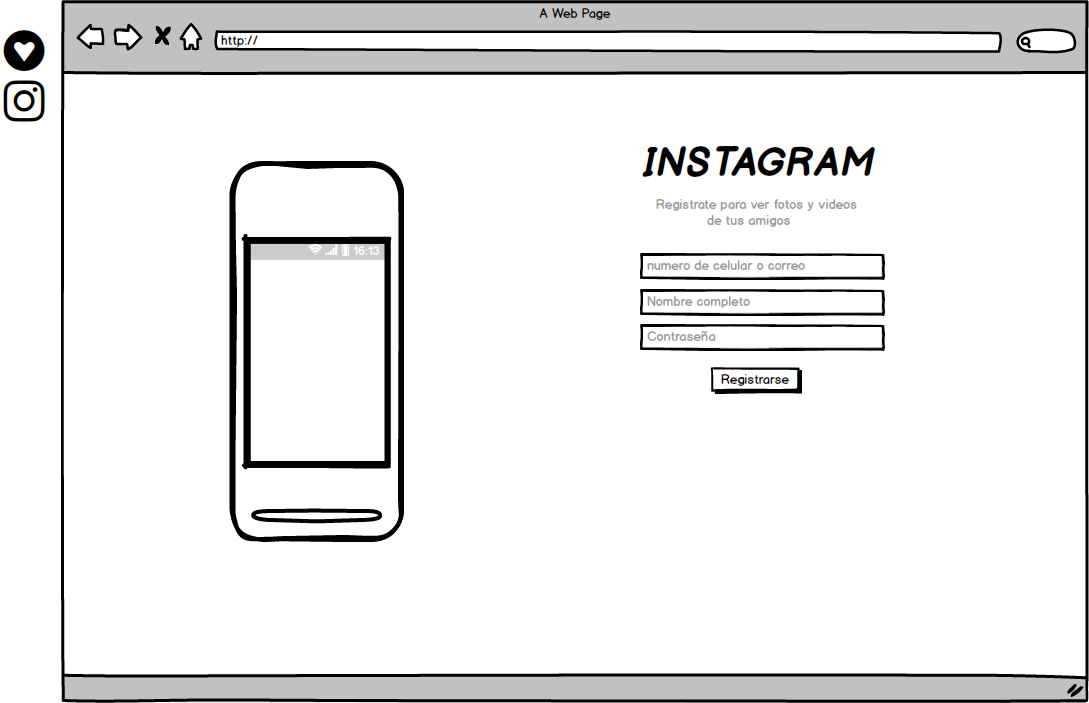 A Web Page
http://
INSTAGRAM
Registrate para ver fotos y videos
de tus amigos
16:13
numero de celular o correo
Nombre completo
Contraseña
Registrarse